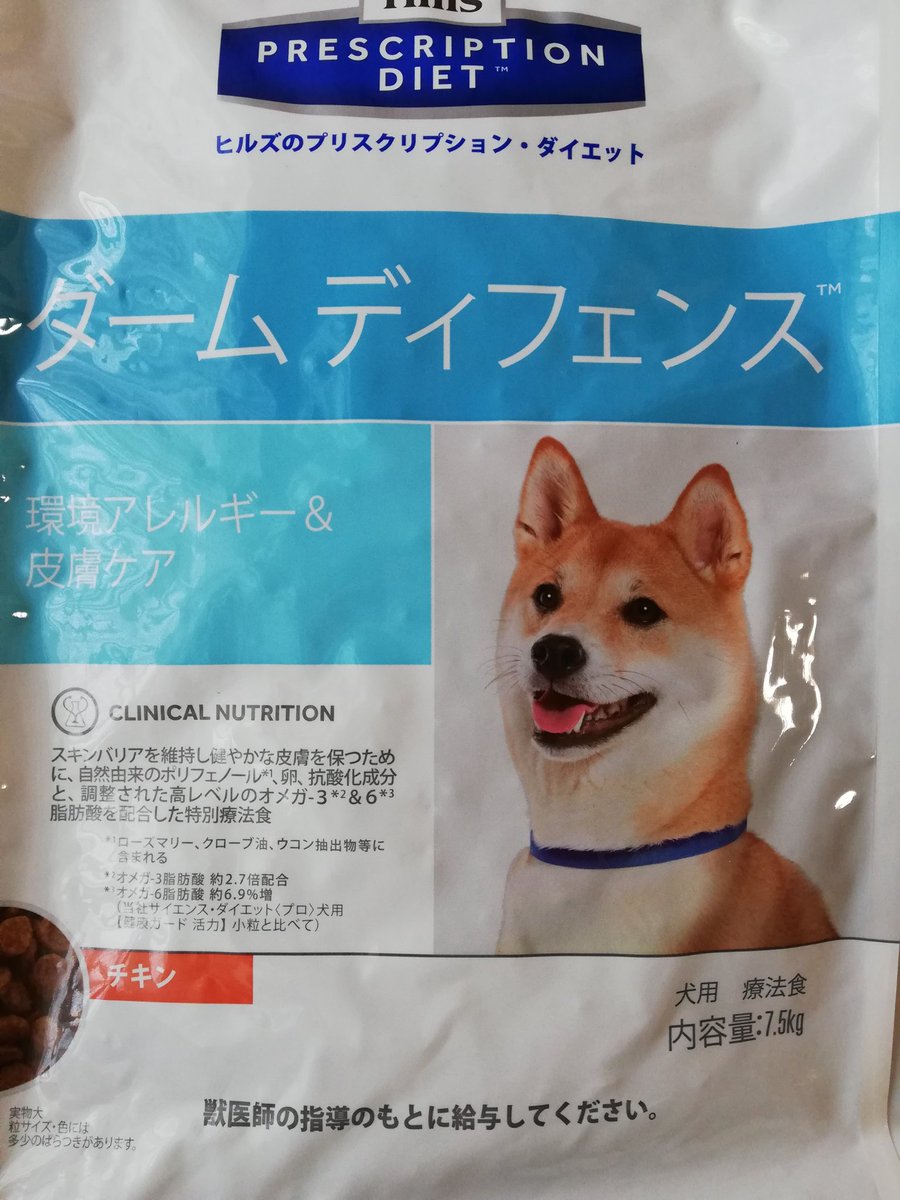 Hill's
PRESCRIPTION
DIET™
ヒルズのプリスクリプション・ダイエット
ダーム ディフェンス™
環境アレルギー&
皮膚ケア
CLINICAL NUTRITION
スキンバリアを維持し健やかな皮膚を保つため
に、自然由来のポリフェノール*1、卵、抗酸化成分
と、調整された高レベルのオメガ-3*2&6*3
脂肪酸を配合した特別療法食
*1ローズマリー、クローブ油、ウコン抽出物等に
含まれる
*2オメガ-3脂肪酸 約2.7倍配合
*3オメガ-6脂肪酸 約6.9%増
(当社サイエンス・ダイエット〈プロ〉犬用
【健康ガード 活力】小粒と比べて)
チキン
犬用 療法食
内容量:7.5kg
実物大
粒サイズ・色には
多少のばらつきがあります。
獣医師の指導のもとに給与してください。